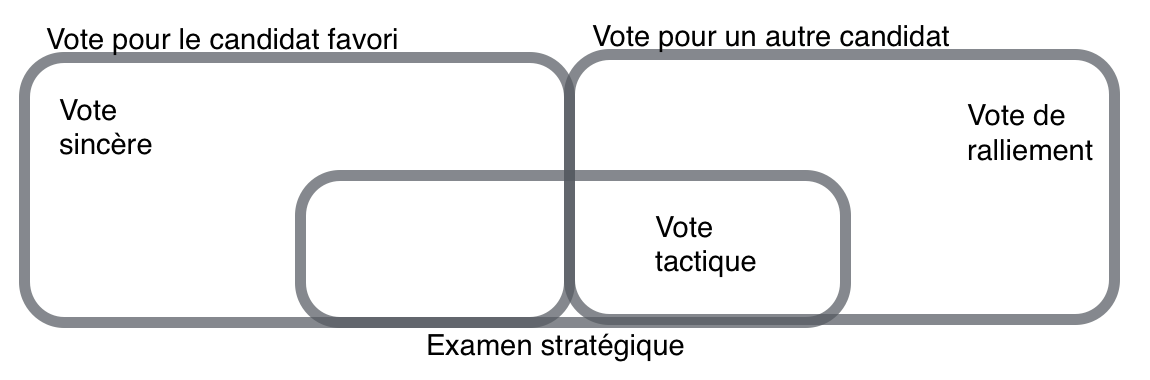 Vote pour le candidat favori
Vote pour un autre candidat
Vote
sincère
Vote de
ralliement
Vote
tactique
Examen stratégique